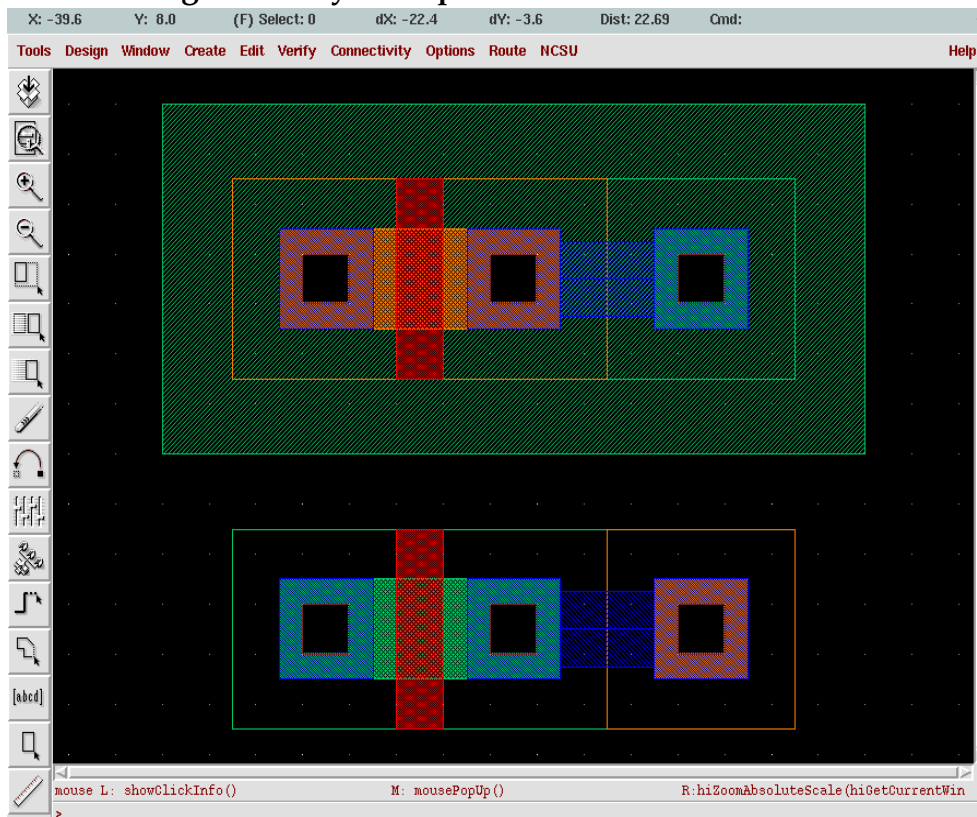 X: -39.6 Y: 8.0 (F) Select: 0 dX: -22.4 dY: -3.6 Dist: 22.69 Cmd:
Tools Design Window Create Edit Verify Connectivity Options Route NCSU Help
[abcd]
mouse L: showClickInfo() M: mousePopUp() R:hiZoomAbsoluteScale(hiGetCurrentWin
>